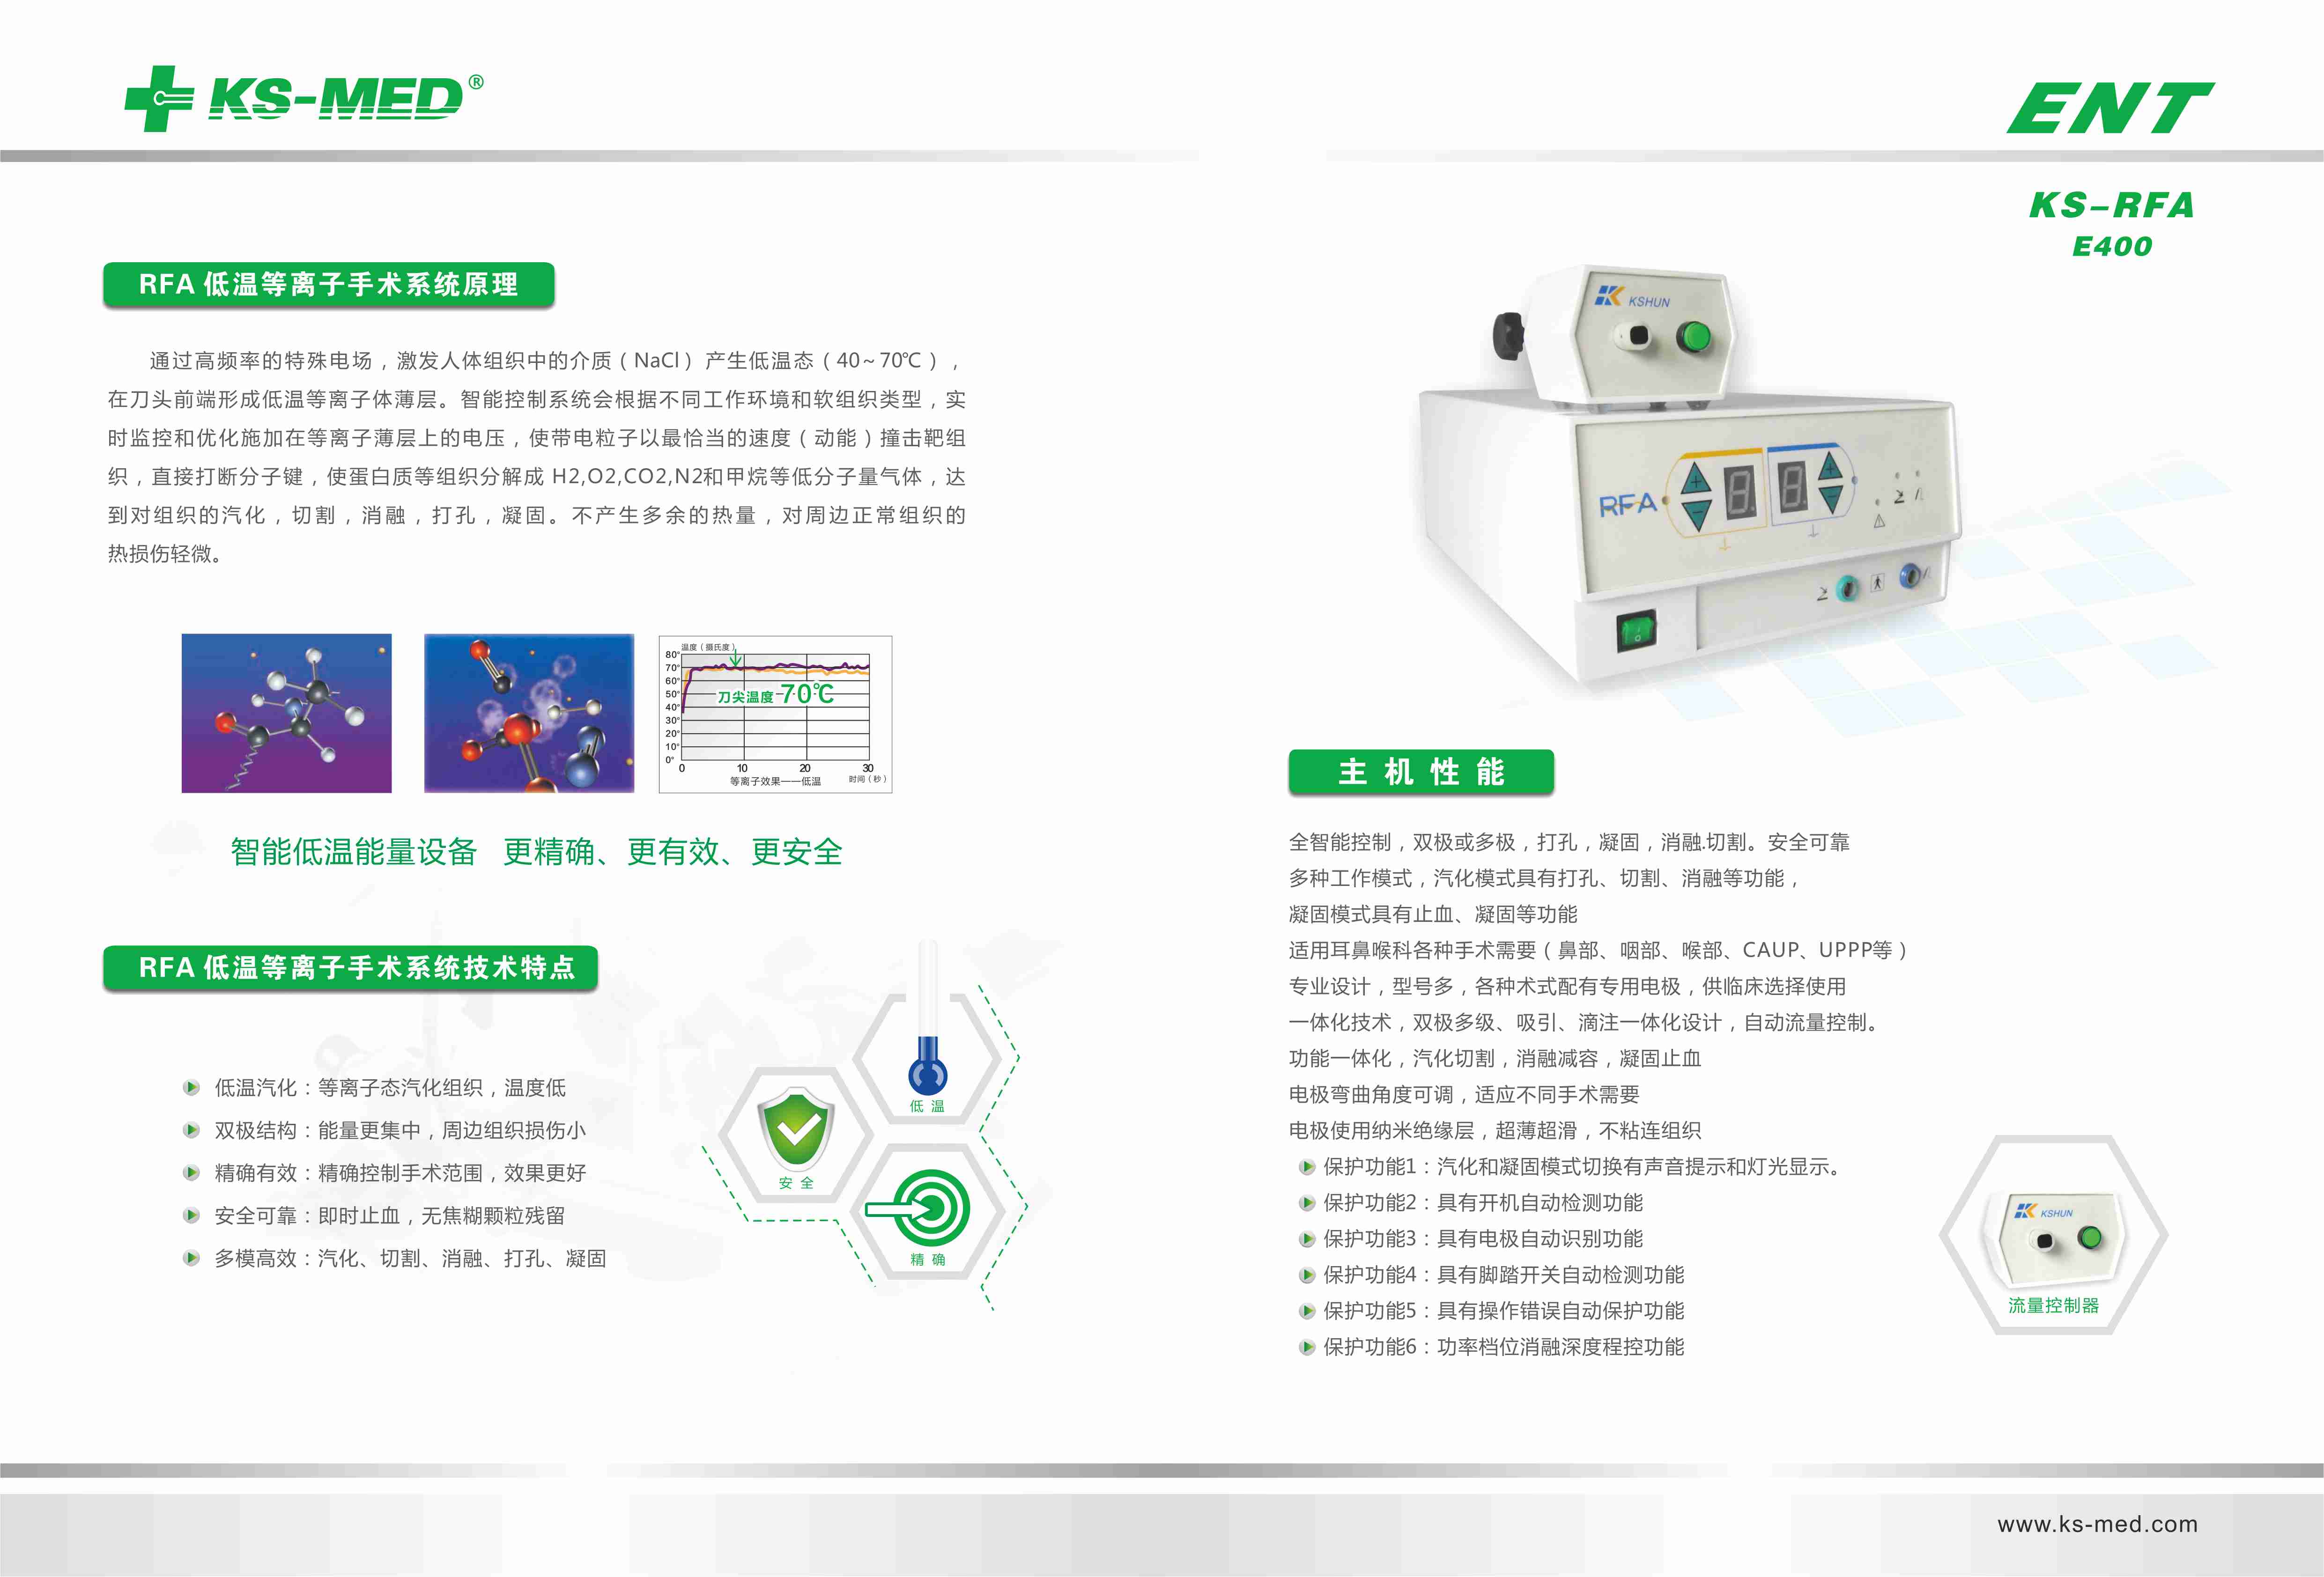 KS-MED®
RFA 低温等离子手术系统原理
通过高频率的特殊电场，激发人体组织中的介质（NaCl）产生低温态（40～70℃），
在刀头前端形成低温等离子体薄层。智能控制系统会根据不同工作环境和软组织类型，实
时监控和优化施加在等离子薄层上的电压，使带电粒子以最恰当的速度（动能）撞击靶组
织，直接打断分子键，使蛋白质等组织分解成 H2,O2,CO2,N2和甲烷等低分子量气体，达
到对组织的汽化，切割，消融，打孔，凝固。不产生多余的热量，对周边正常组织的
热损伤轻微。
温度（摄氏度）
80°
70°
60°
50°
40°
30°
20°
10°
0°
刀尖温度 70℃
0 10 20 30
等离子效果——低温 时间（秒）
智能低温能量设备 更精确、更有效、更安全
RFA 低温等离子手术系统技术特点
低温汽化：等离子态汽化组织，温度低
双极结构：能量更集中，周边组织损伤小
精确有效：精确控制手术范围，效果更好
安全可靠：即时止血，无焦糊颗粒残留
多模高效：汽化、切割、消融、打孔、凝固
低 温
安 全
精 确
ENT
KS-RFA
E400
KSHUN
RFA
主 机 性 能
全智能控制，双极或多极，打孔，凝固，消融.切割。安全可靠
多种工作模式，汽化模式具有打孔、切割、消融等功能，
凝固模式具有止血、凝固等功能
适用耳鼻喉科各种手术需要（鼻部、咽部、喉部、CAUP、UPPP等）
专业设计，型号多，各种术式配有专用电极，供临床选择使用
一体化技术，双极多级、吸引、滴注一体化设计，自动流量控制。
功能一体化，汽化切割，消融减容，凝固止血
电极弯曲角度可调，适应不同手术需要
电极使用纳米绝缘层，超薄超滑，不粘连组织
保护功能1：汽化和凝固模式切换有声音提示和灯光显示。
保护功能2：具有开机自动检测功能
保护功能3：具有电极自动识别功能
保护功能4：具有脚踏开关自动检测功能
保护功能5：具有操作错误自动保护功能
保护功能6：功率档位消融深度程控功能
KSHUN
流量控制器
www.ks-med.com